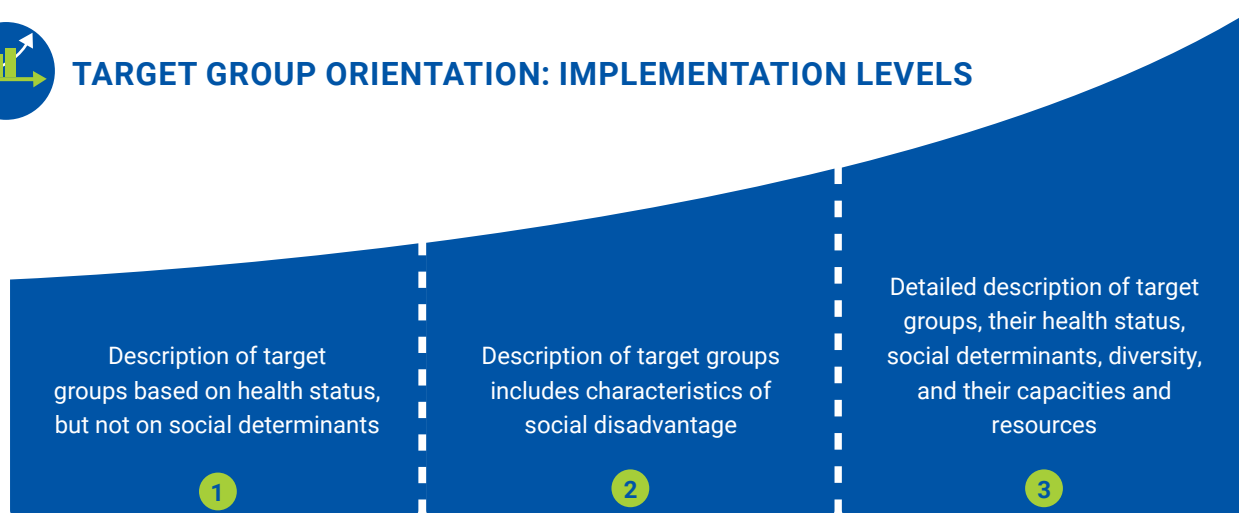 TARGET GROUP ORIENTATION: IMPLEMENTATION LEVELS
Description of target
groups based on health status,
but not on social determinants
1
Description of target groups
includes characteristics of
social disadvantage
2
Detailed description of target
groups, their health status,
social determinants, diversity,
and their capacities and
resources
3